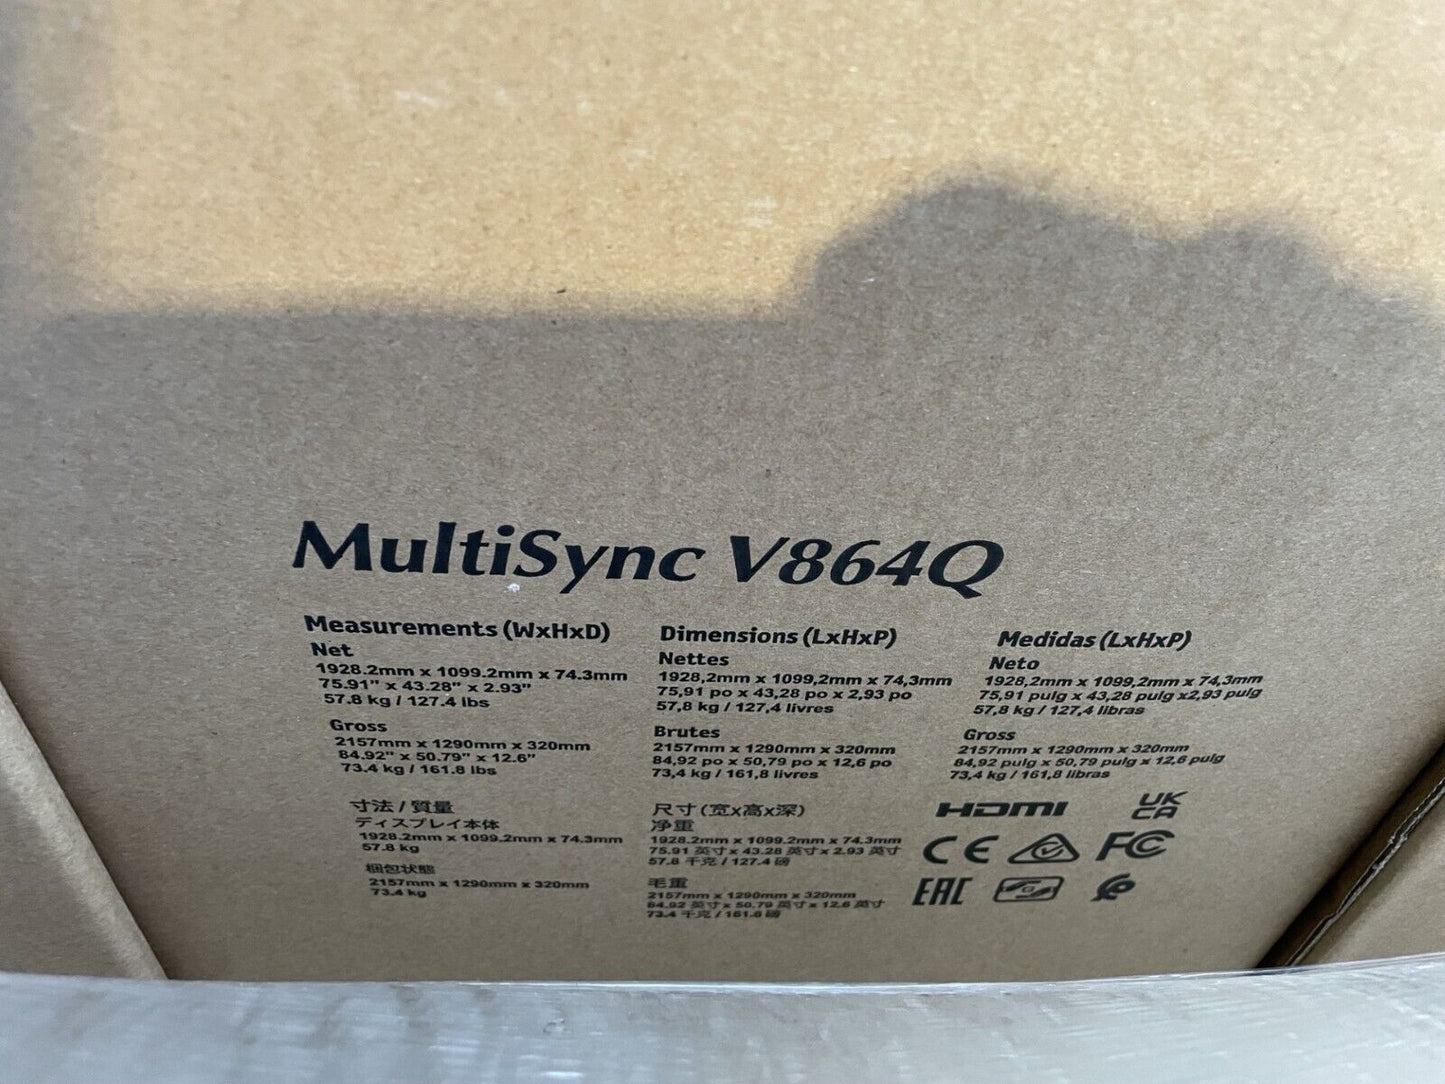 MultiSync V864Q
Measurements (WxHxD)
Net
1928.2mm x 1099.2mm x 74.3mm
75.91" x 43.28" x 2.93"
57.8 kg / 127.4 lbs
Gross
2157mm x 1290mm x 320mm
84.92" x 50.79" x 12.6"
73.4 kg / 161.8 lbs
Dimensions (LxHxP)
Nettes
1928,2mm x 1099,2mm x 74,3mm
75,91 po x 43,28 po x 2,93 po
57,8 kg / 127,4 livres
Brutes
2157mm x 1290mm x 320mm
84,92 po x 50,79 po x 12,6 po
73,4 kg / 161,8 livres
Medidas (LxHxP)
Neto
1928,2mm x 1099,2mm x 74,3mm
75,91 pulg x 43,28 pulg x2,93 pulg
57,8 kg / 127,4 libras
Gross
2157mm x 1290mm x 320mm
84,92 pulg x 50,79 pulg x 12,6 pulg
73,4 kg / 161,8 libras
寸法 / 質量
ディスプレイ本体
1928.2mm x 1099.2mm x 74.3mm
57.8 kg
梱包状態
2157mm x 1290mm x 320mm
73.4 kg
尺寸 (宽x高x深)
净重
1928.2mm x 1099.2mm x 74.3mm
75.91 英寸 x 43.28 英寸 x 2.93 英寸
57.8 千克 / 127.4 磅
毛重
2157mm x 1290mm x 320mm
84.92 英寸 x 50.79 英寸 x 12.6 英寸
73.4 千克 / 161.8 磅
HDMI
UK
CA
CE
FC
EAC